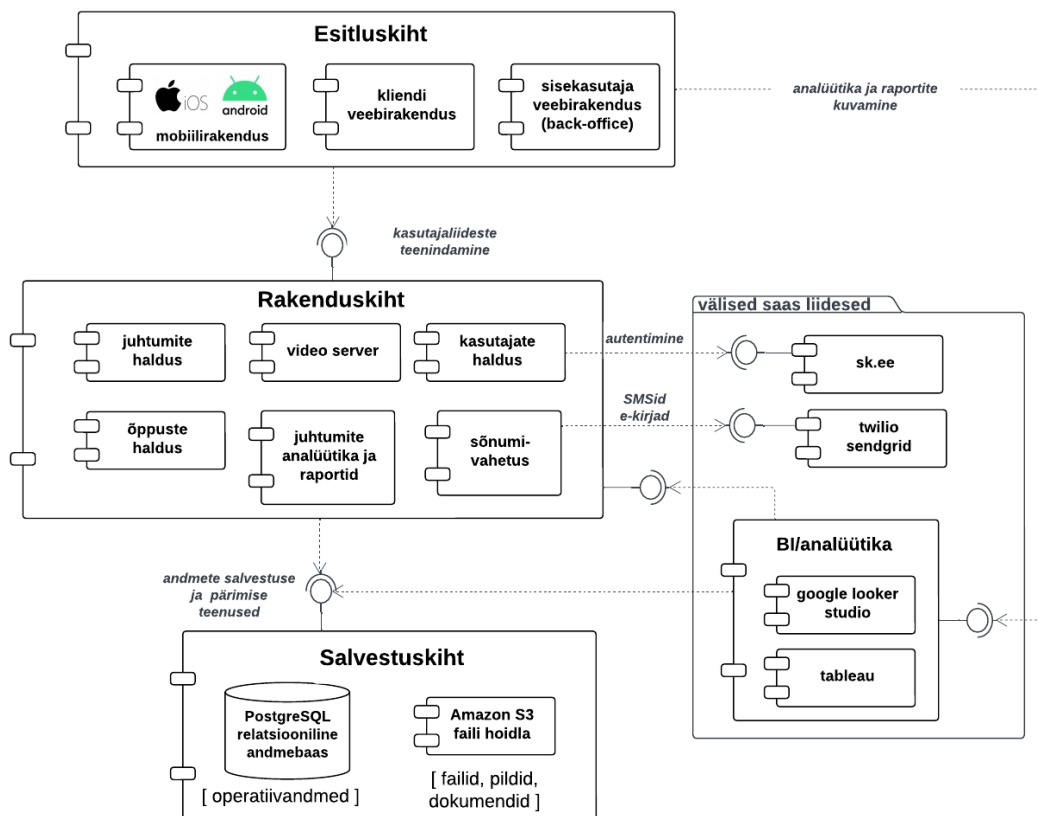 Esitluskiht
iOS
android
mobiilirakendus
kliendi
veebirakendus
sisekasutaja
veebirakendus
(back-office)
analüütika ja raportite
kuvamine
kasutajaliideste
teenindamine
Rakenduskiht
juhtumite
haldus
video server
kasutajate
haldus
õppuste
haldus
juhtumite
analüütika ja
raportid
sõnumi-
vahetus
autentimine
SMSid
e-kirjad
välised saas liidesed
sk.ee
twilio
sendgrid
BI/analüütika
google looker
studio
tableau
andmete salvestuse
ja pärimise
teenused
Salvestuskiht
PostgreSQL
relatsiooniline
andmebaas
[ operatiivandmed ]
Amazon S3
faili hoidla
[ failid, pildid,
dokumendid ]